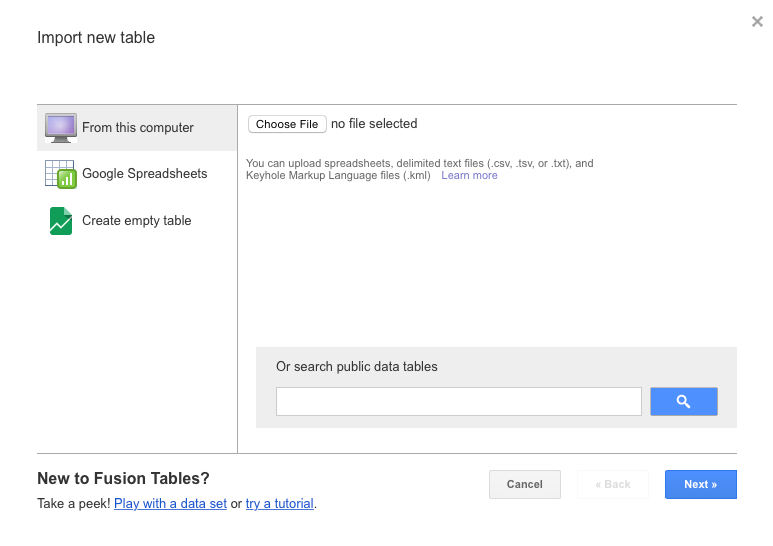 Import new table
From this computer
Google Spreadsheets
Create empty table
Choose File no file selected
You can upload spreadsheets, delimited text files (.csv, .tsv, or .txt), and
Keyhole Markup Language files (.kml) Learn more
Or search public data tables
New to Fusion Tables?
Take a peek! Play with a data set or try a tutorial.
Cancel « Back Next »